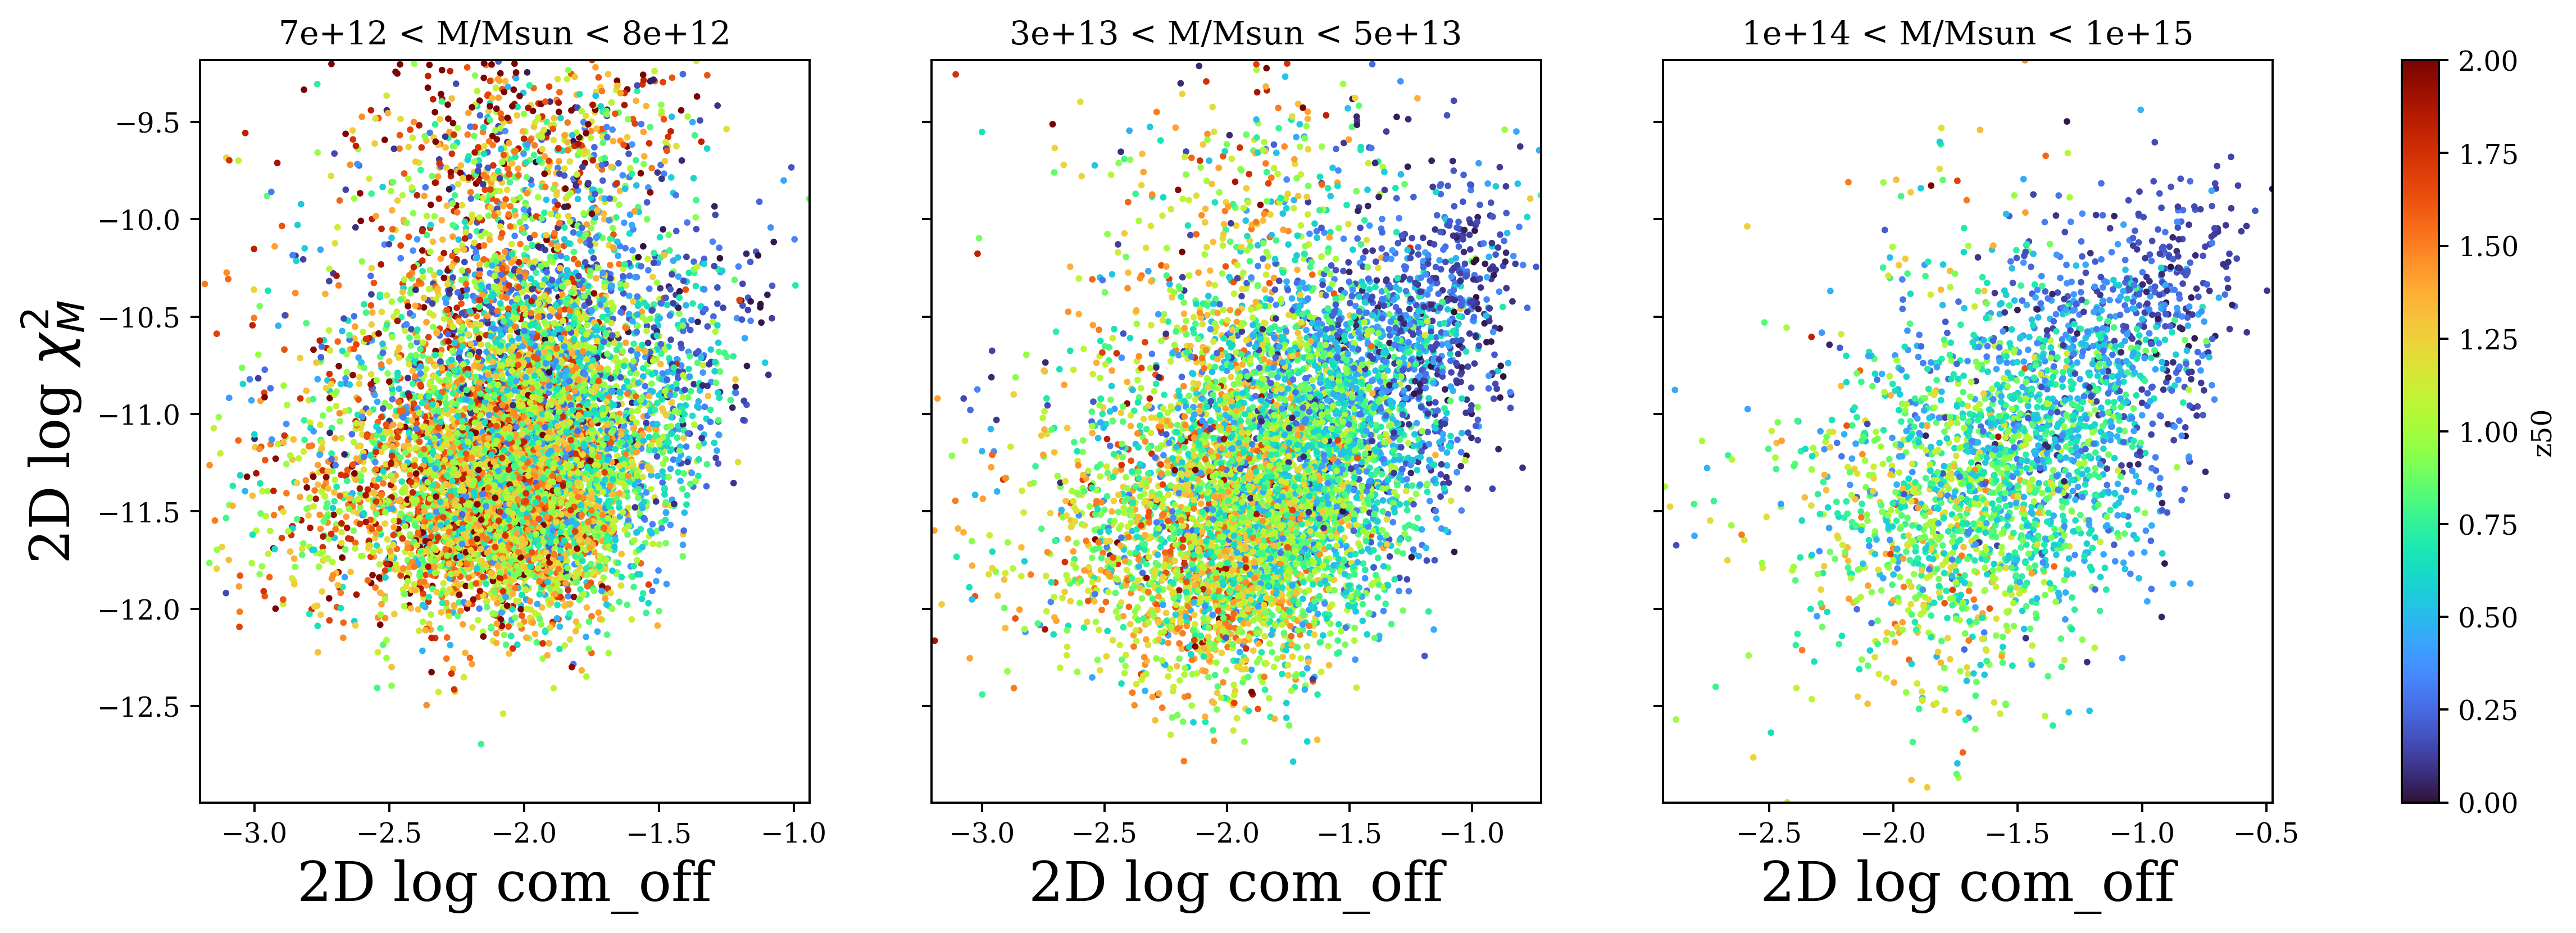 7e+12 < M/Msun < 8e+12
3e+13 < M/Msun < 5e+13
1e+14 < M/Msun < 1e+15
2D log χ²_M
−9.5
−10.0
−10.5
−11.0
−11.5
−12.0
−12.5
−3.0 −2.5 −2.0 −1.5 −1.0
−3.0 −2.5 −2.0 −1.5 −1.0
−2.5 −2.0 −1.5 −1.0 −0.5
2D log com_off
2D log com_off
2D log com_off
2.00
1.75
1.50
1.25
1.00
0.75
0.50
0.25
0.00
z50